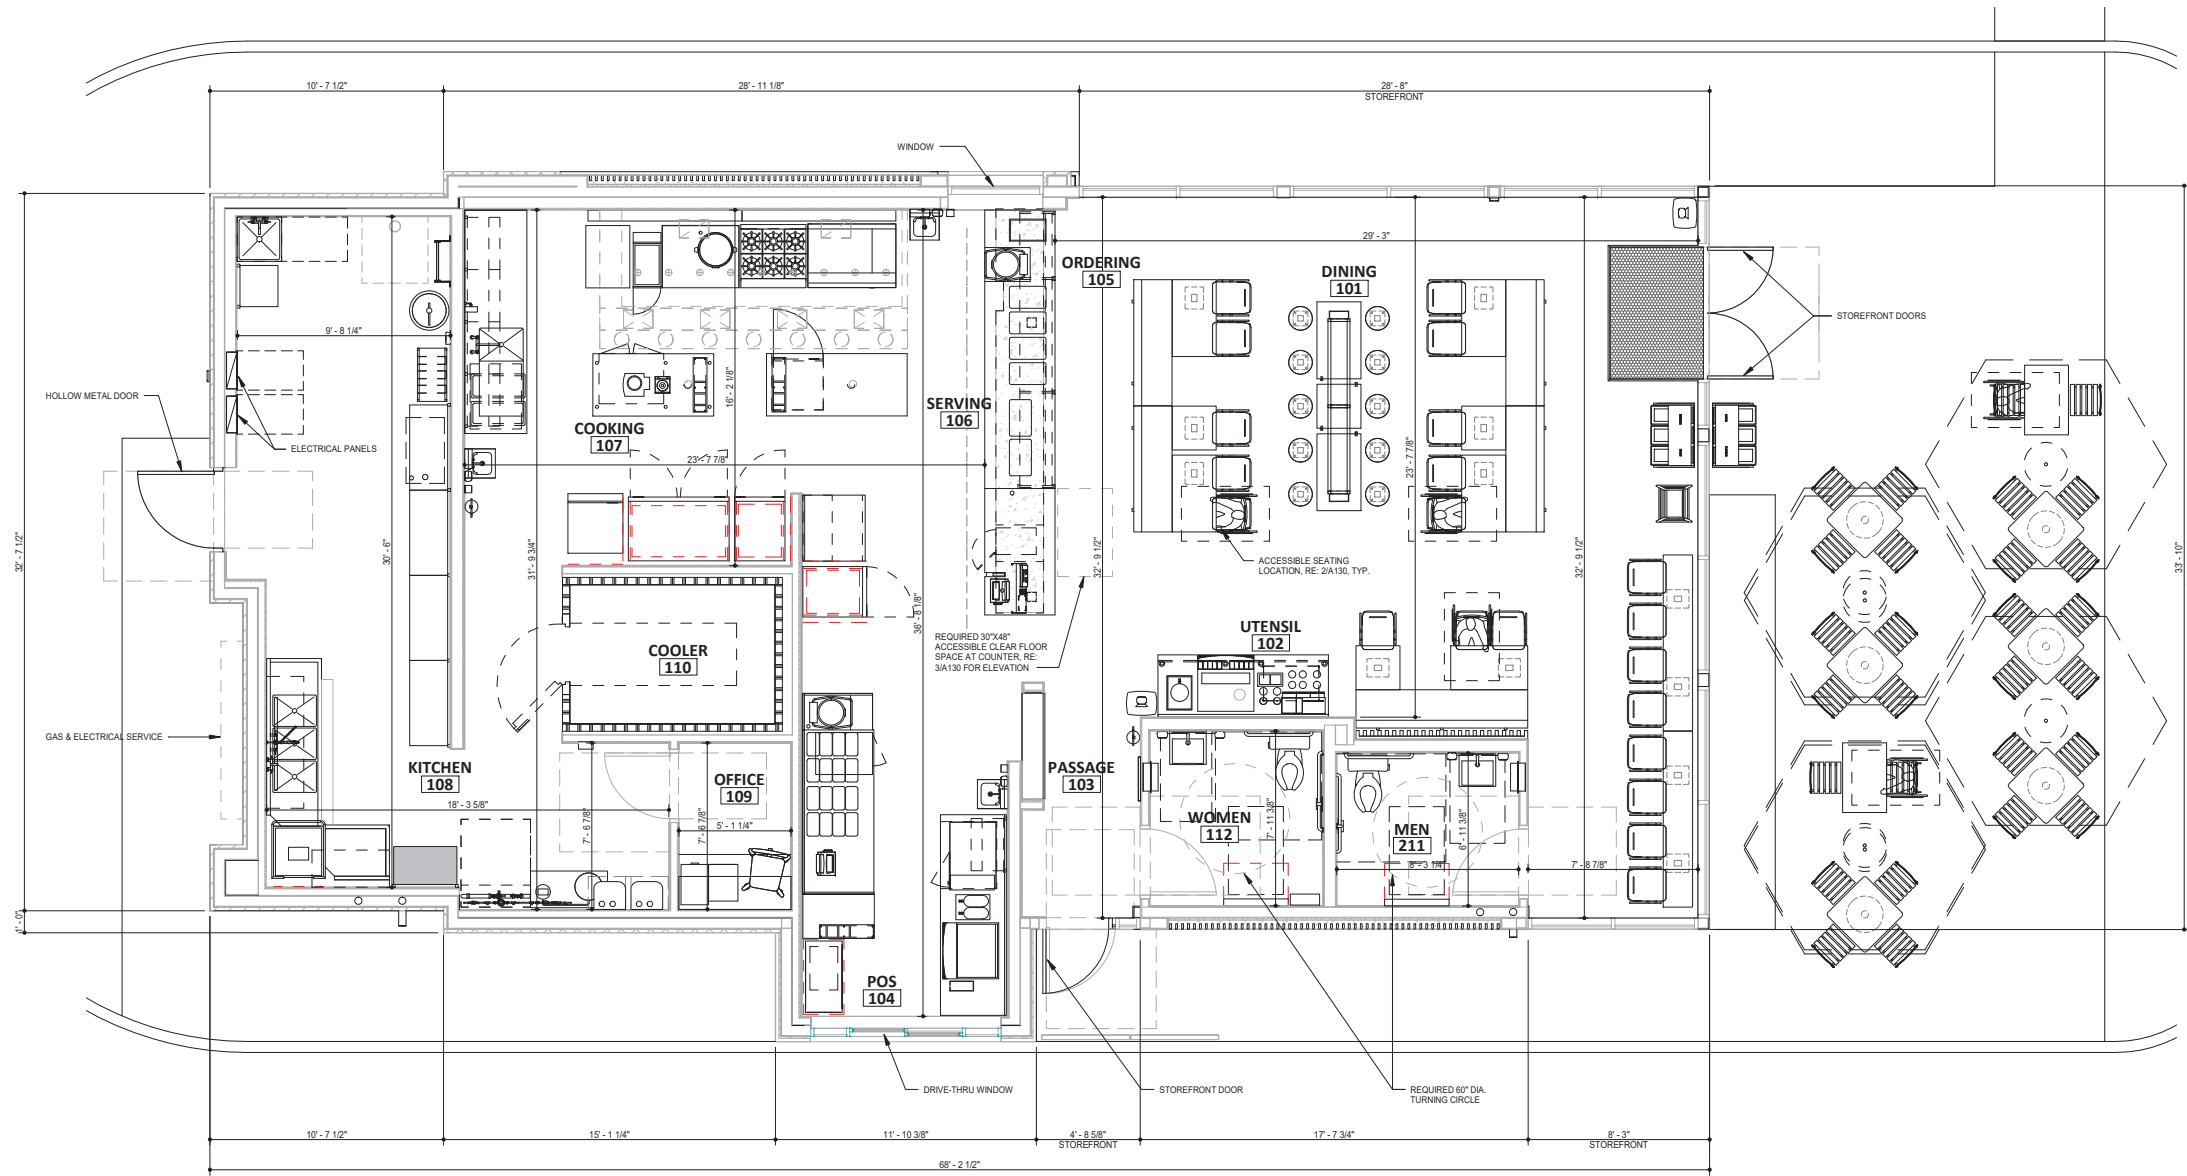 10' - 7 1/2"
28' - 11 1/8"
28' - 8"
STOREFRONT
WINDOW
29' - 3"
ORDERING
105
DINING
101
STOREFRONT DOORS
9' - 8 1/4"
HOLLOW METAL DOOR
ELECTRICAL PANELS
16' - 2 1/8"
SERVING
106
COOKING
107
23' - 7 7/8"
23' - 7 7/8"
32' - 7 1/2"
30' - 6"
31' - 9 3/4"
32' - 9 1/2"
32' - 9 1/2"
33' - 10"
ACCESSIBLE SEATING
LOCATION, RE: 2/A130, TYP.
36' - 8 1/8"
REQUIRED 30"X48"
ACCESSIBLE CLEAR FLOOR
SPACE AT COUNTER, RE:
3/A130 FOR ELEVATION
UTENSIL
102
COOLER
110
GAS & ELECTRICAL SERVICE
KITCHEN
108
OFFICE
109
PASSAGE
103
18' - 3 5/8"
5' - 1 1/4"
7' - 6 7/8"
7' - 6 7/8"
WOMEN
112
7' - 11 3/8"
MEN
211
6' - 11 3/8"
8' - 3 1/4"
7' - 8 7/8"
1' - 0"
POS
104
DRIVE-THRU WINDOW
STOREFRONT DOOR
REQUIRED 60" DIA.
TURNING CIRCLE
10' - 7 1/2"
15' - 1 1/4"
11' - 10 3/8"
4' - 8 5/8"
STOREFRONT
17' - 7 3/4"
8' - 3"
STOREFRONT
68' - 2 1/2"